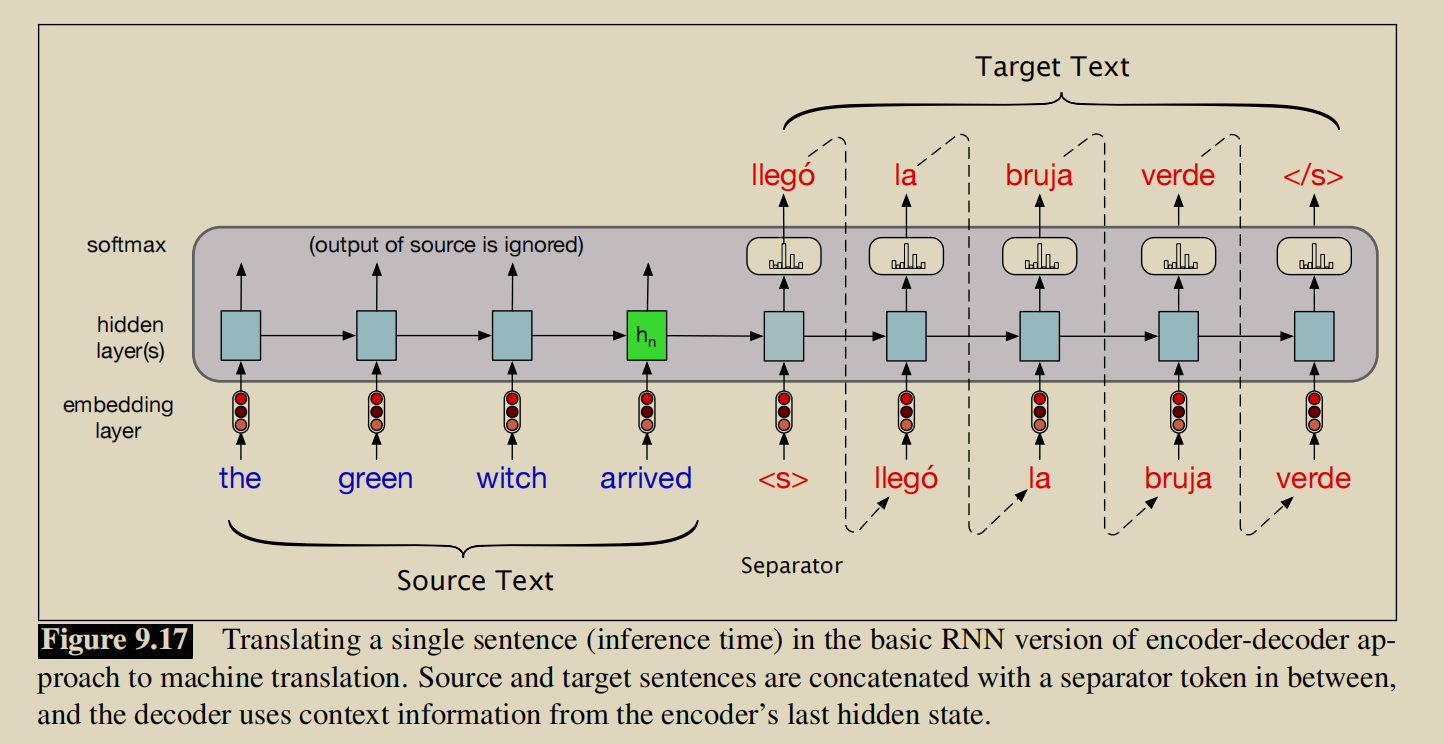 Target Text
llegó la bruja verde </s>
softmax (output of source is ignored)
hidden
layer(s)
hn
embedding
layer
the green witch arrived <s> llegó la bruja verde
Separator
Source Text
Figure 9.17 Translating a single sentence (inference time) in the basic RNN version of encoder-decoder ap-
proach to machine translation. Source and target sentences are concatenated with a separator token in between,
and the decoder uses context information from the encoder’s last hidden state.